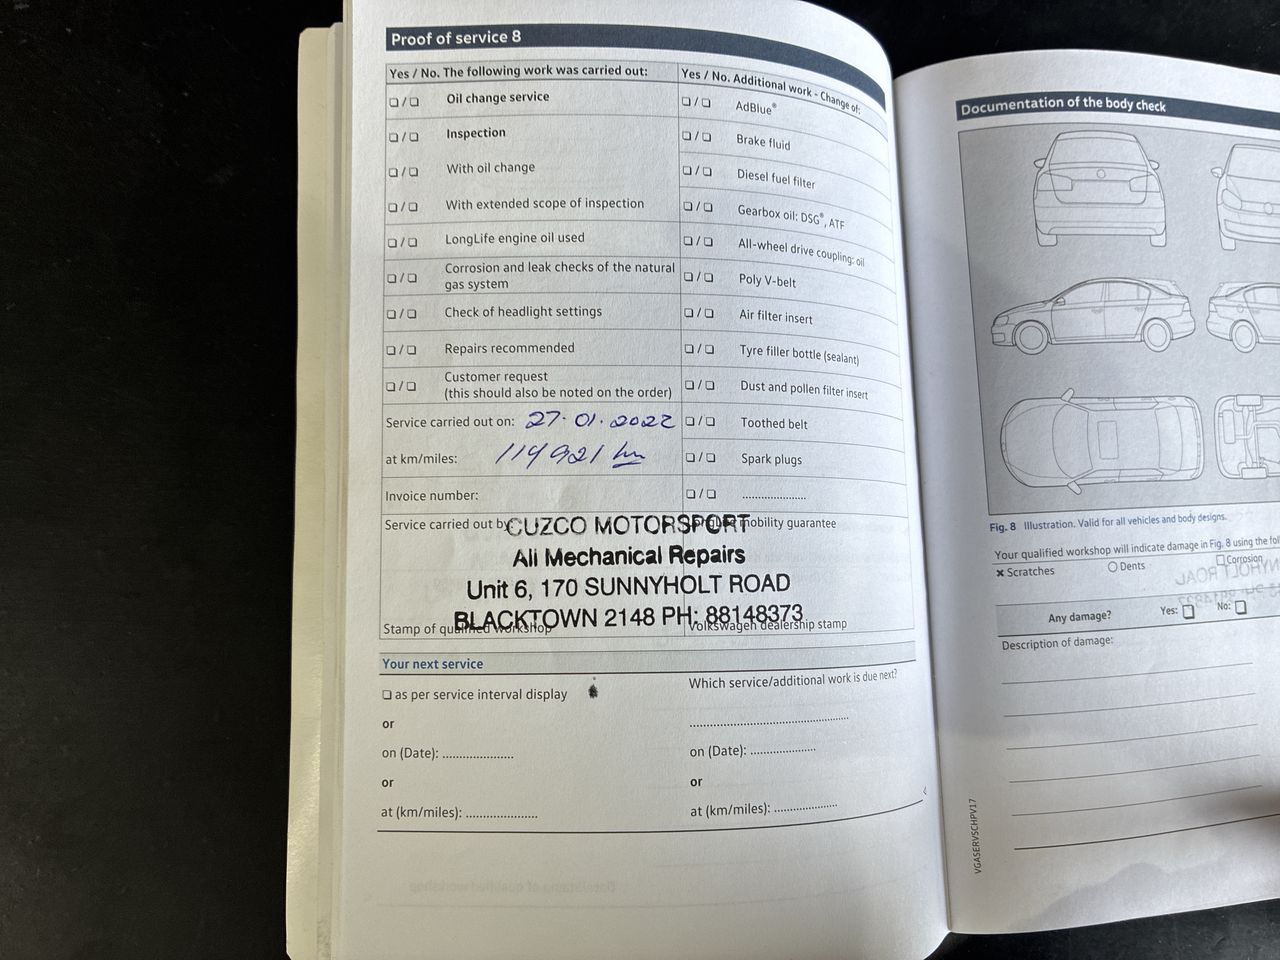 Proof of service 8
Yes / No. The following work was carried out:
❏ / ❏ Oil change service
❏ / ❏ Inspection
❏ / ❏ With oil change
❏ / ❏ With extended scope of inspection
❏ / ❏ LongLife engine oil used
❏ / ❏ Corrosion and leak checks of the natural
gas system
❏ / ❏ Check of headlight settings
❏ / ❏ Repairs recommended
❏ / ❏ Customer request
(this should also be noted on the order)
Service carried out on: 27.01.2022
at km/miles: 114921 km
Invoice number:
Yes / No. Additional work - Change of:
❏ / ❏ AdBlue®
❏ / ❏ Brake fluid
❏ / ❏ Diesel fuel filter
❏ / ❏ Gearbox oil: DSG®, ATF
❏ / ❏ All-wheel drive coupling: oil
❏ / ❏ Poly V-belt
❏ / ❏ Air filter insert
❏ / ❏ Tyre filler bottle (sealant)
❏ / ❏ Dust and pollen filter insert
❏ / ❏ Toothed belt
❏ / ❏ Spark plugs
❏ / ❏ .....................
Service carried out by
mobility guarantee
CUZCO MOTORSPORT
All Mechanical Repairs
Unit 6, 170 SUNNYHOLT ROAD
BLACKTOWN 2148 PH: 88148373
Stamp of qualified workshop
Volkswagen dealership stamp
Your next service
❏ as per service interval display
or
on (Date): .....................
or
at (km/miles): .....................
Which service/additional work is due next?
..............................................
on (Date): .....................
or
at (km/miles): .....................
Documentation of the body check
Fig. 8 Illustration. Valid for all vehicles and body designs.
Your qualified workshop will indicate damage in Fig. 8 using the
× Scratches
○ Dents
❏ Corrosion
Any damage? Yes: ❏ No: ❏
Description of damage:
VGASERVSCHPV17